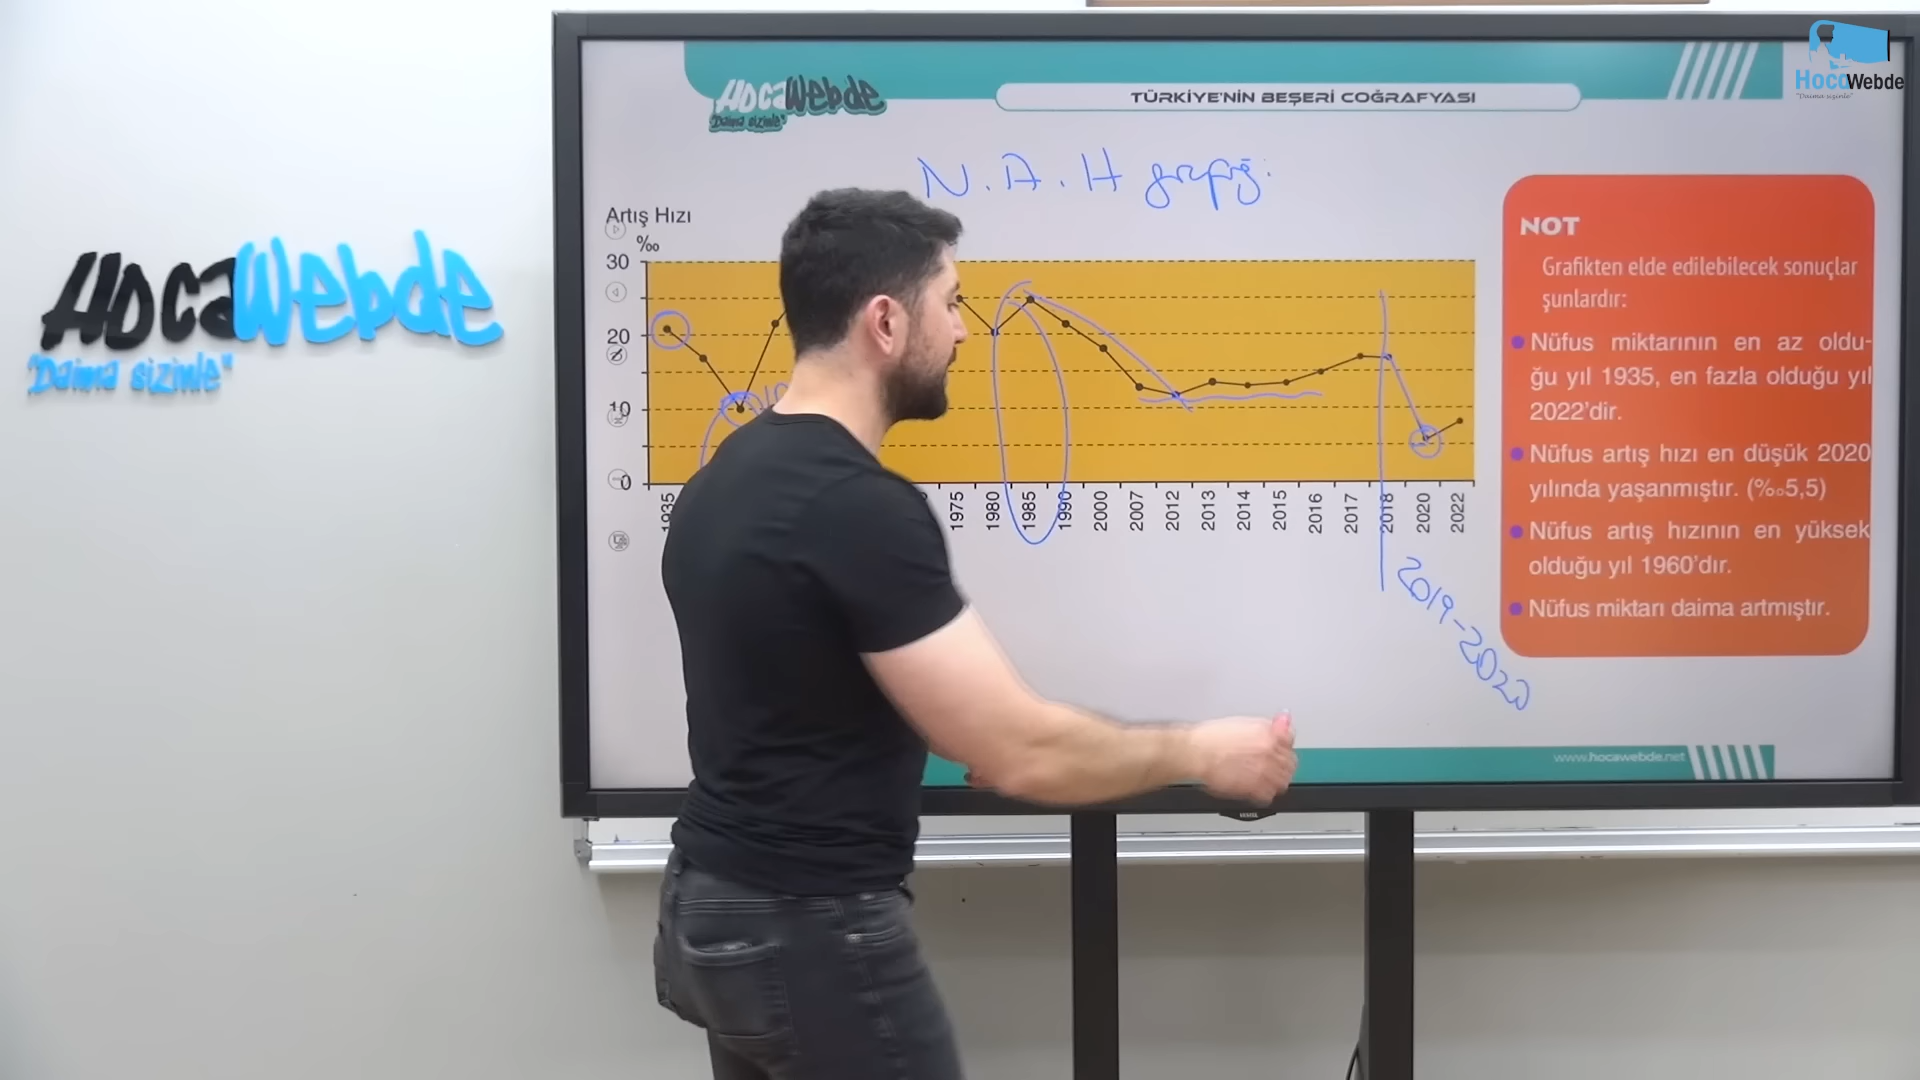 HocaWebde
"Daima sizinle"
HocaWebde
"Daima sizinle"
TÜRKİYE'NİN BEŞERİ COĞRAFYASI
HocaWebde
"Daima sizinle"
N.A.H grafiği:
Artış Hızı
‰
30
20
10
0
1935
1975
1980
1985
1990
2000
2007
2012
2013
2014
2015
2016
2017
2018
2020
2022
2019-2020
NOT
Grafikten elde edilebilecek sonuçlar
şunlardır:
Nüfus miktarının en az oldu-
ğu yıl 1935, en fazla olduğu yıl
2022'dir.
Nüfus artış hızı en düşük 2020
yılında yaşanmıştır. (‰5,5)
Nüfus artış hızının en yüksek
olduğu yıl 1960'dır.
Nüfus miktarı daima artmıştır.
www.hocawebde.net